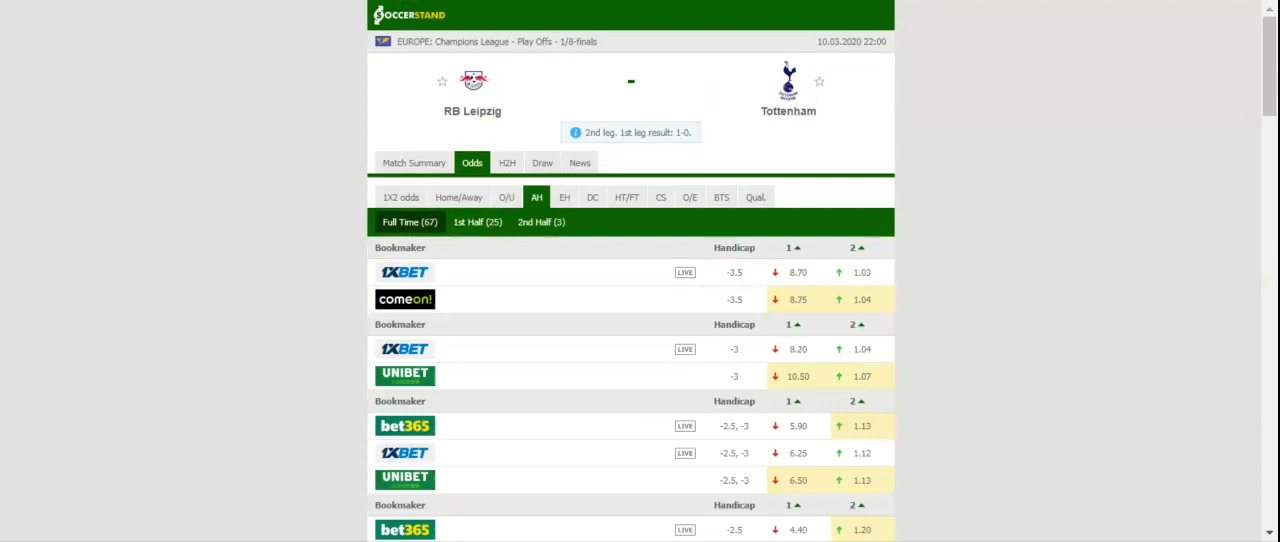 SOCCERSTAND
EUROPE: Champions League - Play Offs - 1/8-finals 10.03.2020 22:00
-
RB Leipzig Tottenham
2nd leg. 1st leg result: 1-0.
Match Summary Odds H2H Draw News
1X2 odds Home/Away O/U AH EH DC HT/FT CS O/E BTS Qual.
Full Time (67) 1st Half (25) 2nd Half (3)
Bookmaker Handicap 1 2
1XBET LIVE -3.5 8.70 1.03
comeon! -3.5 8.75 1.04
Bookmaker Handicap 1 2
1XBET LIVE -3 8.20 1.04
UNIBET -3 10.50 1.07
Bookmaker Handicap 1 2
bet365 LIVE -2.5, -3 5.90 1.13
1XBET LIVE -2.5, -3 6.25 1.12
UNIBET -2.5, -3 6.50 1.13
Bookmaker Handicap 1 2
bet365 LIVE -2.5 4.40 1.20